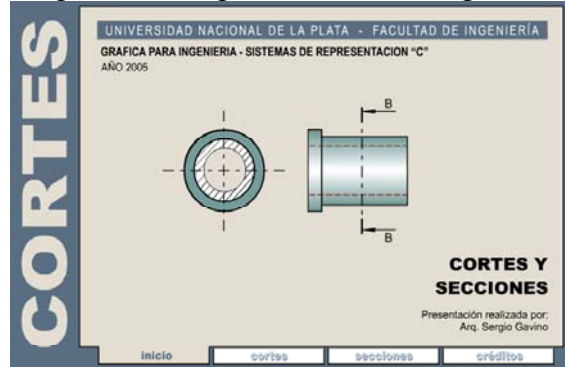 CORTES
UNIVERSIDAD NACIONAL DE LA PLATA - FACULTAD DE INGENIERÍA
GRAFICA PARA INGENIERIA - SISTEMAS DE REPRESENTACION “C”
AÑO 2005
B
B
CORTES Y
SECCIONES
Presentación realizada por:
Arq. Sergio Gavino
inicio
cortes
secciones
créditos